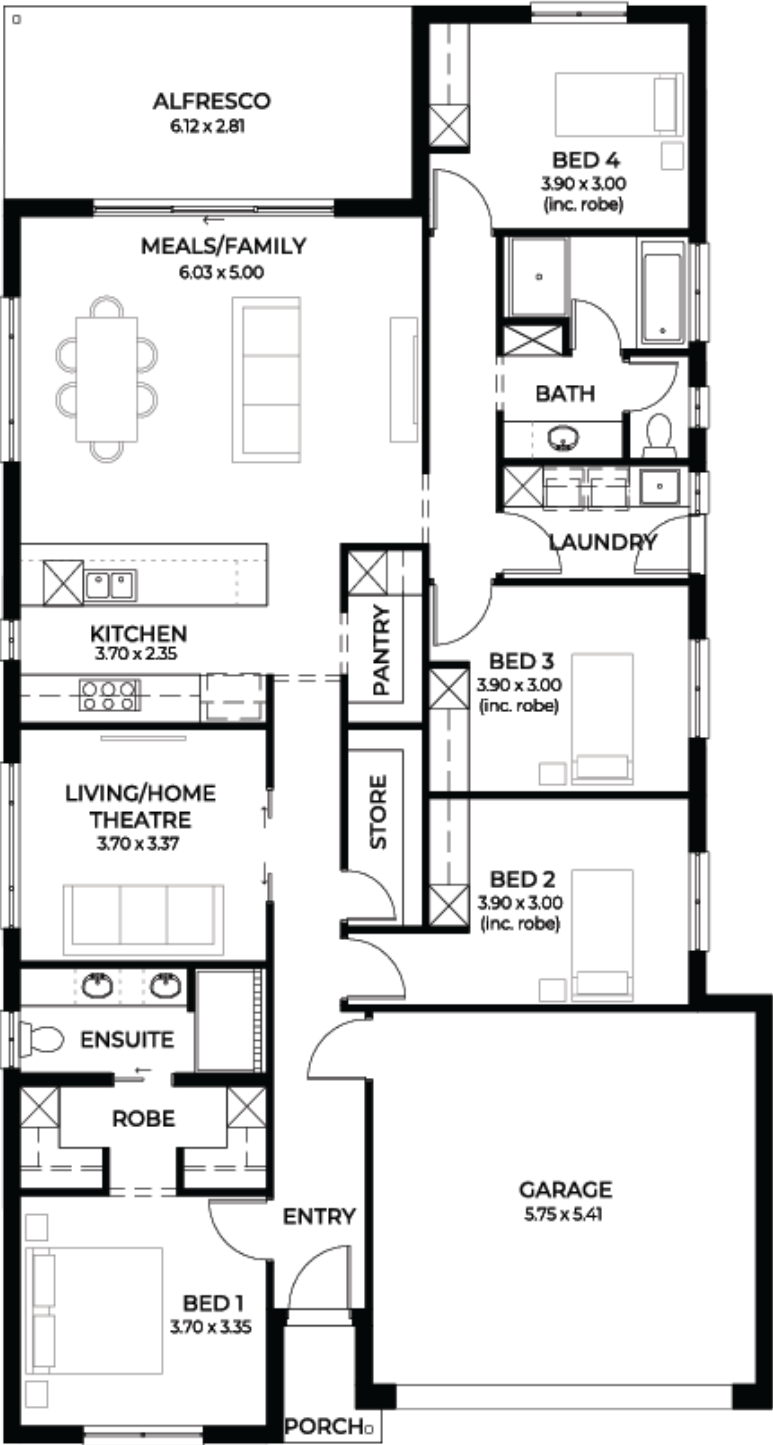 ALFRESCO
6.12 x 2.81
BED 4
3.90 x 3.00
(inc. robe)
MEALS/FAMILY
6.03 x 5.00
BATH
LAUNDRY
KITCHEN
3.70 x 2.35
PANTRY
BED 3
3.90 x 3.00
(inc. robe)
LIVING/HOME
THEATRE
3.70 x 3.37
STORE
BED 2
3.90 x 3.00
(inc. robe)
ENSUITE
ROBE
ENTRY
GARAGE
5.75 x 5.41
BED 1
3.70 x 3.35
PORCH